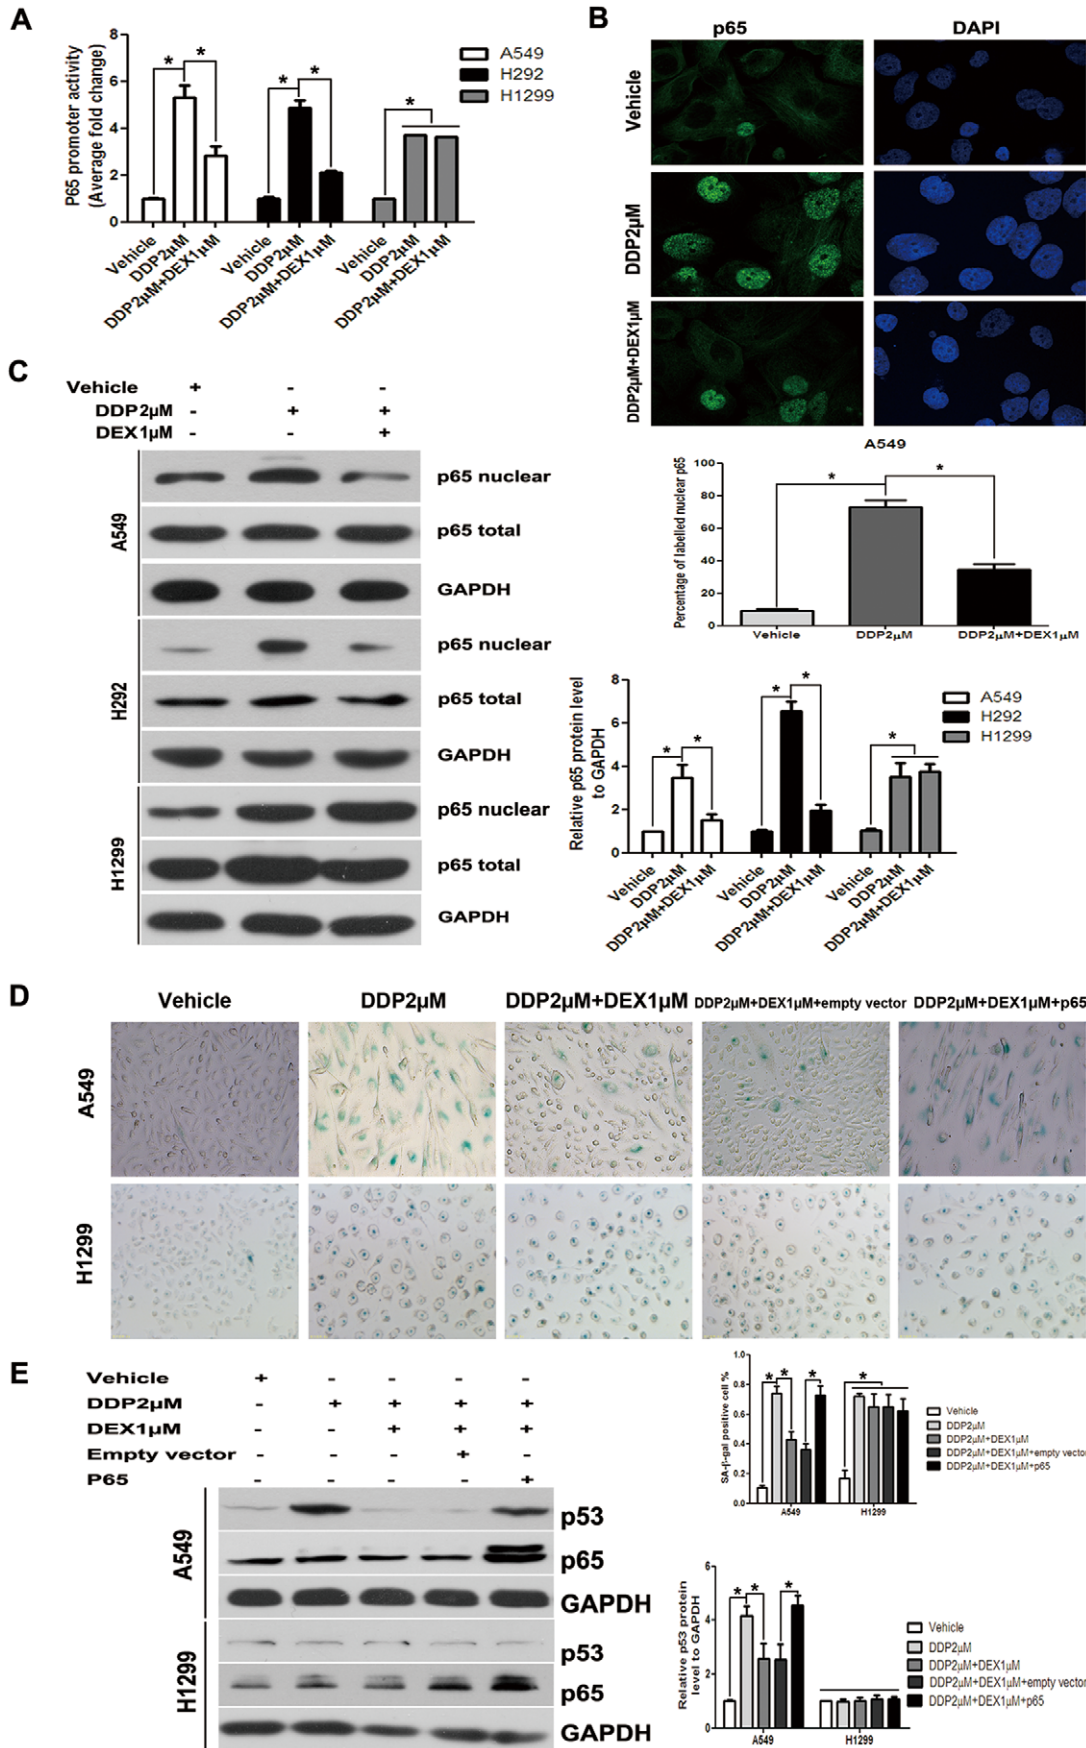 A
P65 promoter activity
(Average fold change)
8
6
4
2
0
* * * * *
A549
H292
H1299
Vehicle
DDP2μM
DDP2μM+DEX1μM
Vehicle
DDP2μM
DDP2μM+DEX1μM
Vehicle
DDP2μM
DDP2μM+DEX1μM
B
p65 DAPI
Vehicle
DDP2μM
DDP2μM+DEX1μM
A549
Percentage of labelled nuclear p65
100
80
60
40
20
0
* *
Vehicle DDP2μM DDP2μM+DEX1μM
C
Vehicle + - -
DDP2μM - + +
DEX1μM - - +
A549
p65 nuclear
p65 total
GAPDH
H292
p65 nuclear
p65 total
GAPDH
H1299
p65 nuclear
p65 total
GAPDH
Relative p65 protein level
to GAPDH
8
6
4
2
0
* * * * *
A549
H292
H1299
Vehicle
DDP2μM
DDP2μM+DEX1μM
Vehicle
DDP2μM
DDP2μM+DEX1μM
Vehicle
DDP2μM
DDP2μM+DEX1μM
D
Vehicle DDP2μM DDP2μM+DEX1μM DDP2μM+DEX1μM+empty vector DDP2μM+DEX1μM+p65
A549
H1299
E
Vehicle + - - - -
DDP2μM - + + + +
DEX1μM - - + + +
Empty vector - - - + -
P65 - - - - +
A549
p53
p65
GAPDH
H1299
p53
p65
GAPDH
SA-β-gal positive cell %
1.0
0.8
0.6
0.4
0.2
0.0
* * * *
A549 H1299
Vehicle
DDP2μM
DDP2μM+DEX1μM
DDP2μM+DEX1μM+empty vector
DDP2μM+DEX1μM+p65
Relative p53 protein
level to GAPDH
6
4
2
0
* * *
A549 H1299
Vehicle
DDP2μM
DDP2μM+DEX1μM
DDP2μM+DEX1μM+empty vector
DDP2μM+DEX1μM+p65